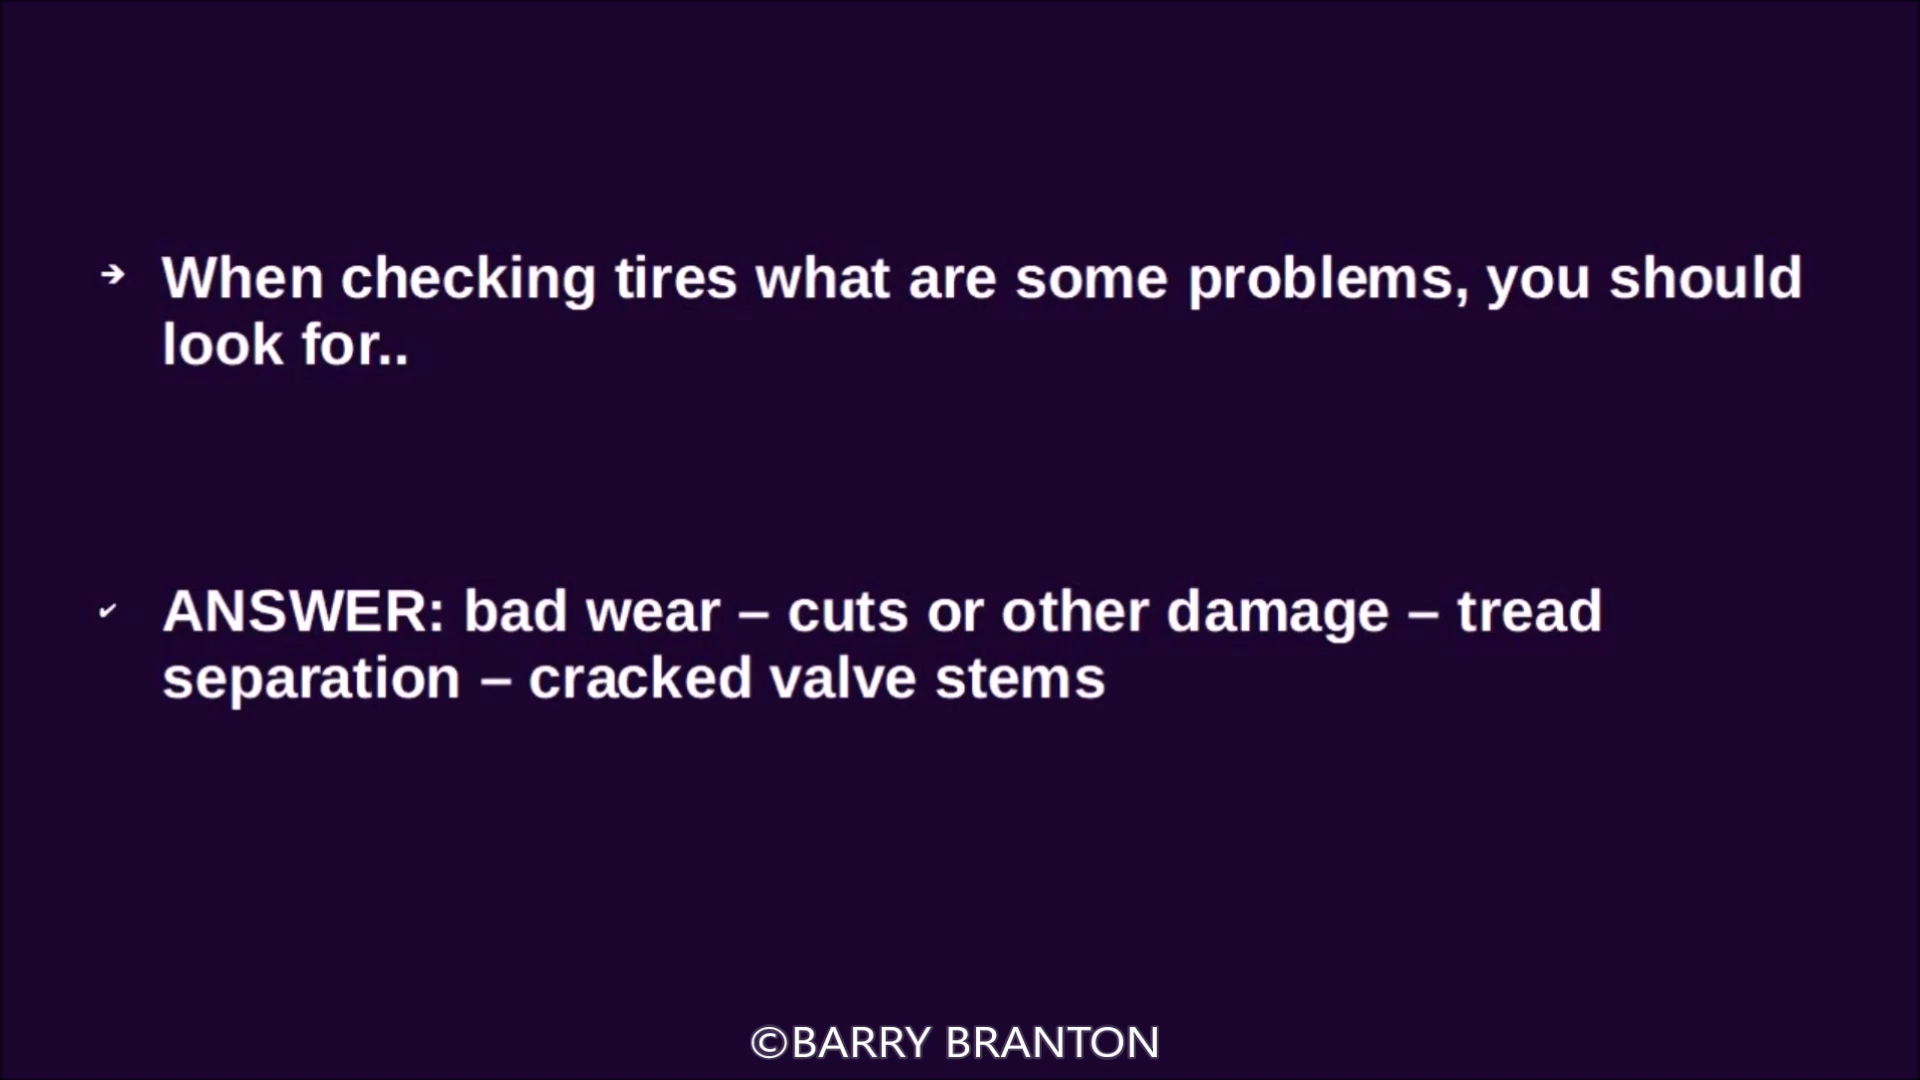 ➔ When checking tires what are some problems, you should
look for..
✔ ANSWER: bad wear – cuts or other damage – tread
separation – cracked valve stems
©BARRY BRANTON